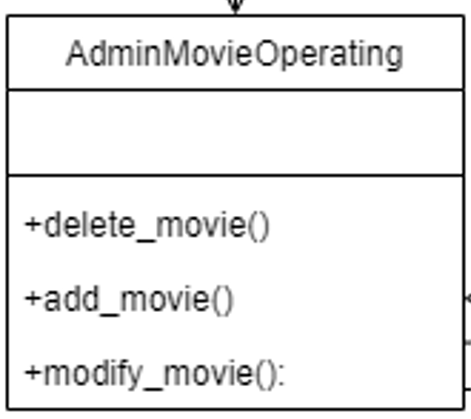 AdminMovieOperating
+delete_movie()
+add_movie()
+modify_movie():